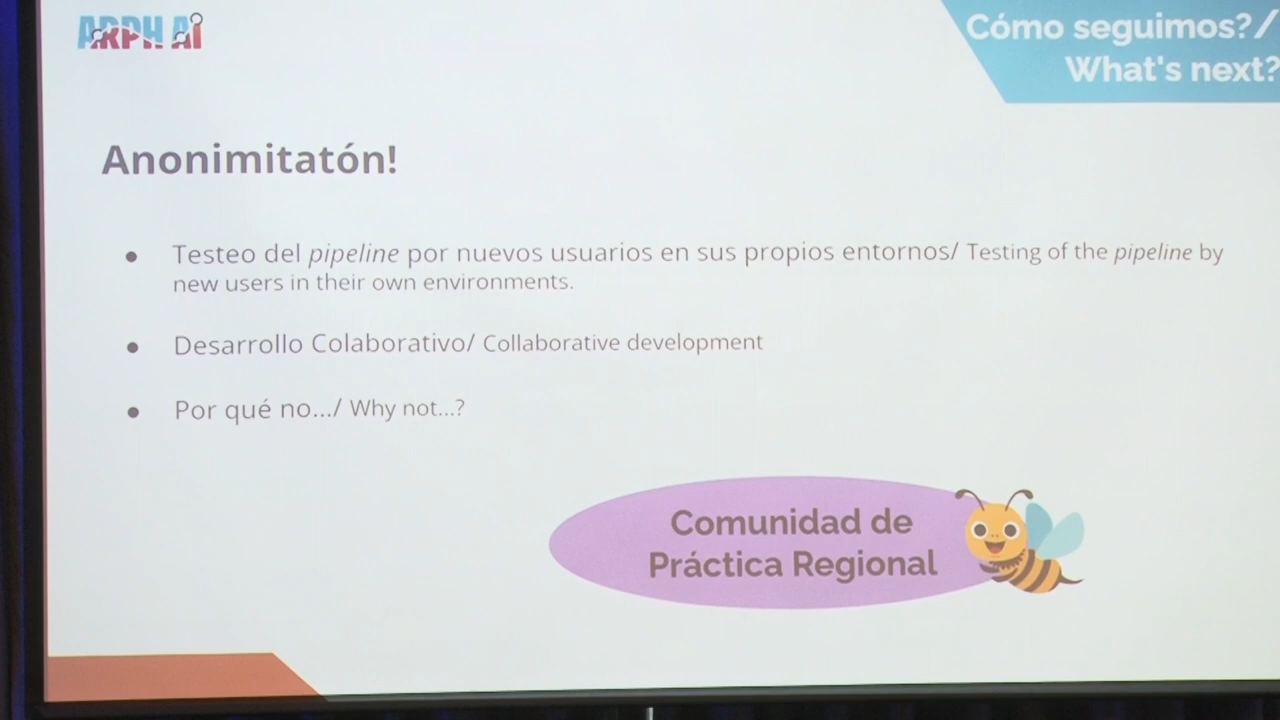 ARPH AI
Cómo seguimos?/
What's next?
Anonimitatón!
Testeo del pipeline por nuevos usuarios en sus propios entornos/ Testing of the pipeline by
new users in their own environments.
Desarrollo Colaborativo/ Collaborative development
Por qué no.../ Why not...?
Comunidad de
Práctica Regional